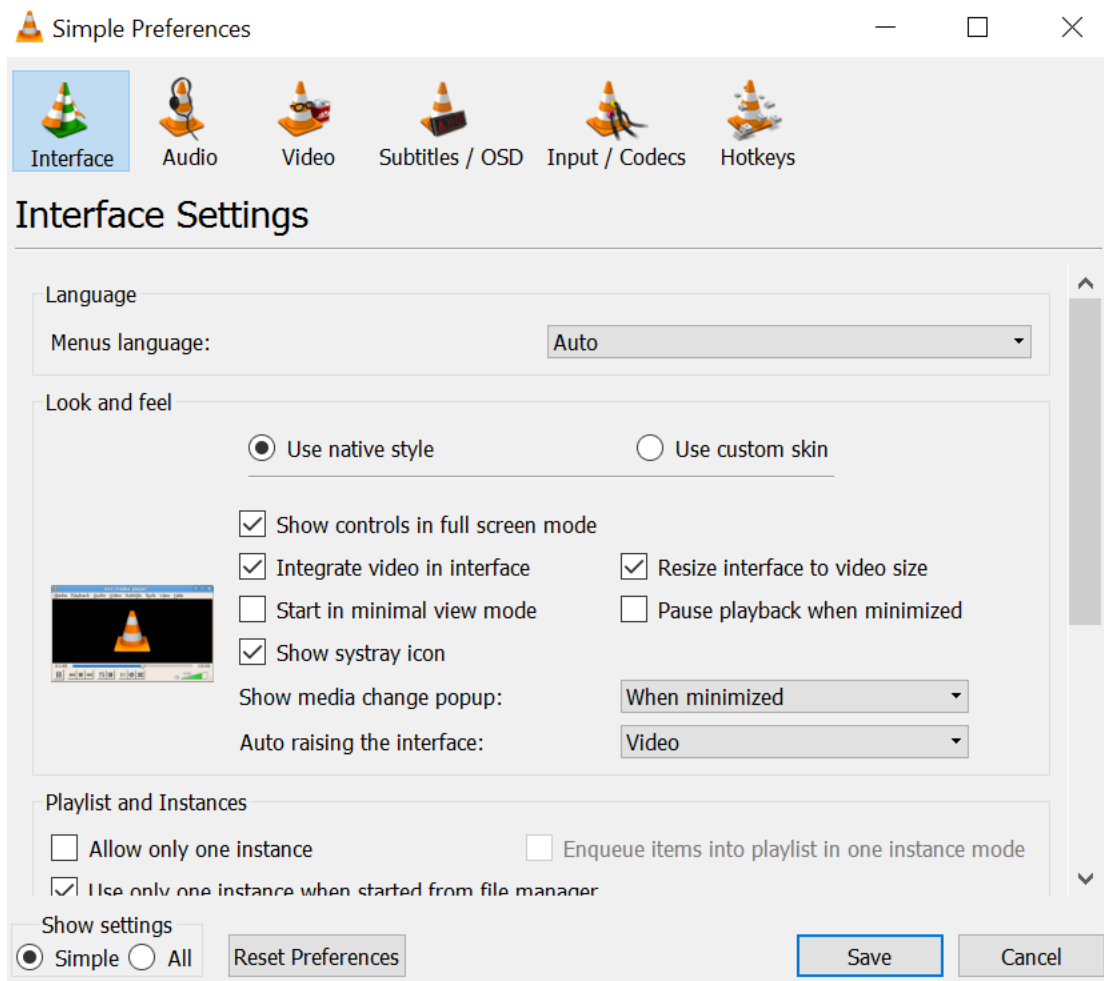 Simple Preferences
Interface Audio Video Subtitles / OSD Input / Codecs Hotkeys
Interface Settings
Language
Menus language: Auto
Look and feel
Use native style Use custom skin
Show controls in full screen mode
Integrate video in interface Resize interface to video size
Start in minimal view mode Pause playback when minimized
Show systray icon
Show media change popup: When minimized
Auto raising the interface: Video
Playlist and Instances
Allow only one instance Enqueue items into playlist in one instance mode
Use only one instance when started from file manager
Show settings
Simple All Reset Preferences Save Cancel